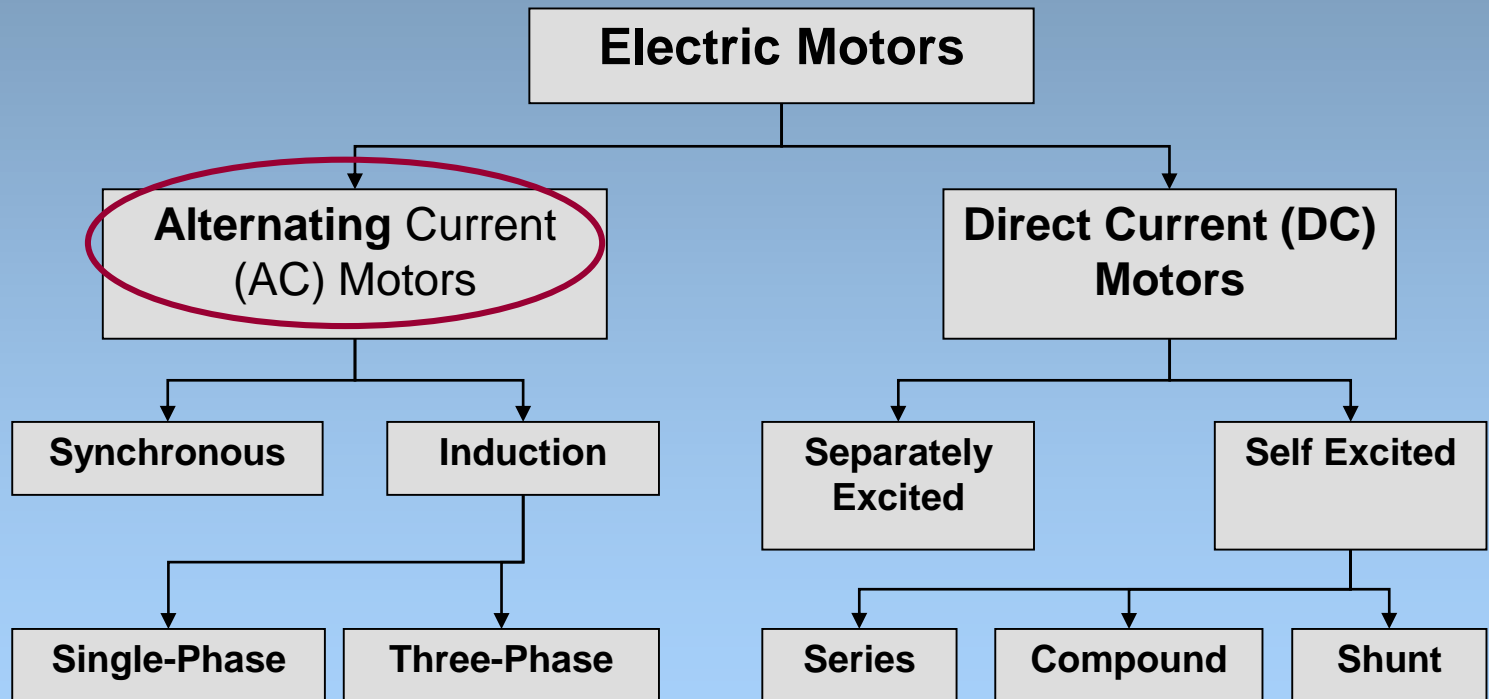 Electric Motors
Alternating Current
(AC) Motors
Direct Current (DC)
Motors
Synchronous
Induction
Separately
Excited
Self Excited
Single-Phase
Three-Phase
Series
Compound
Shunt